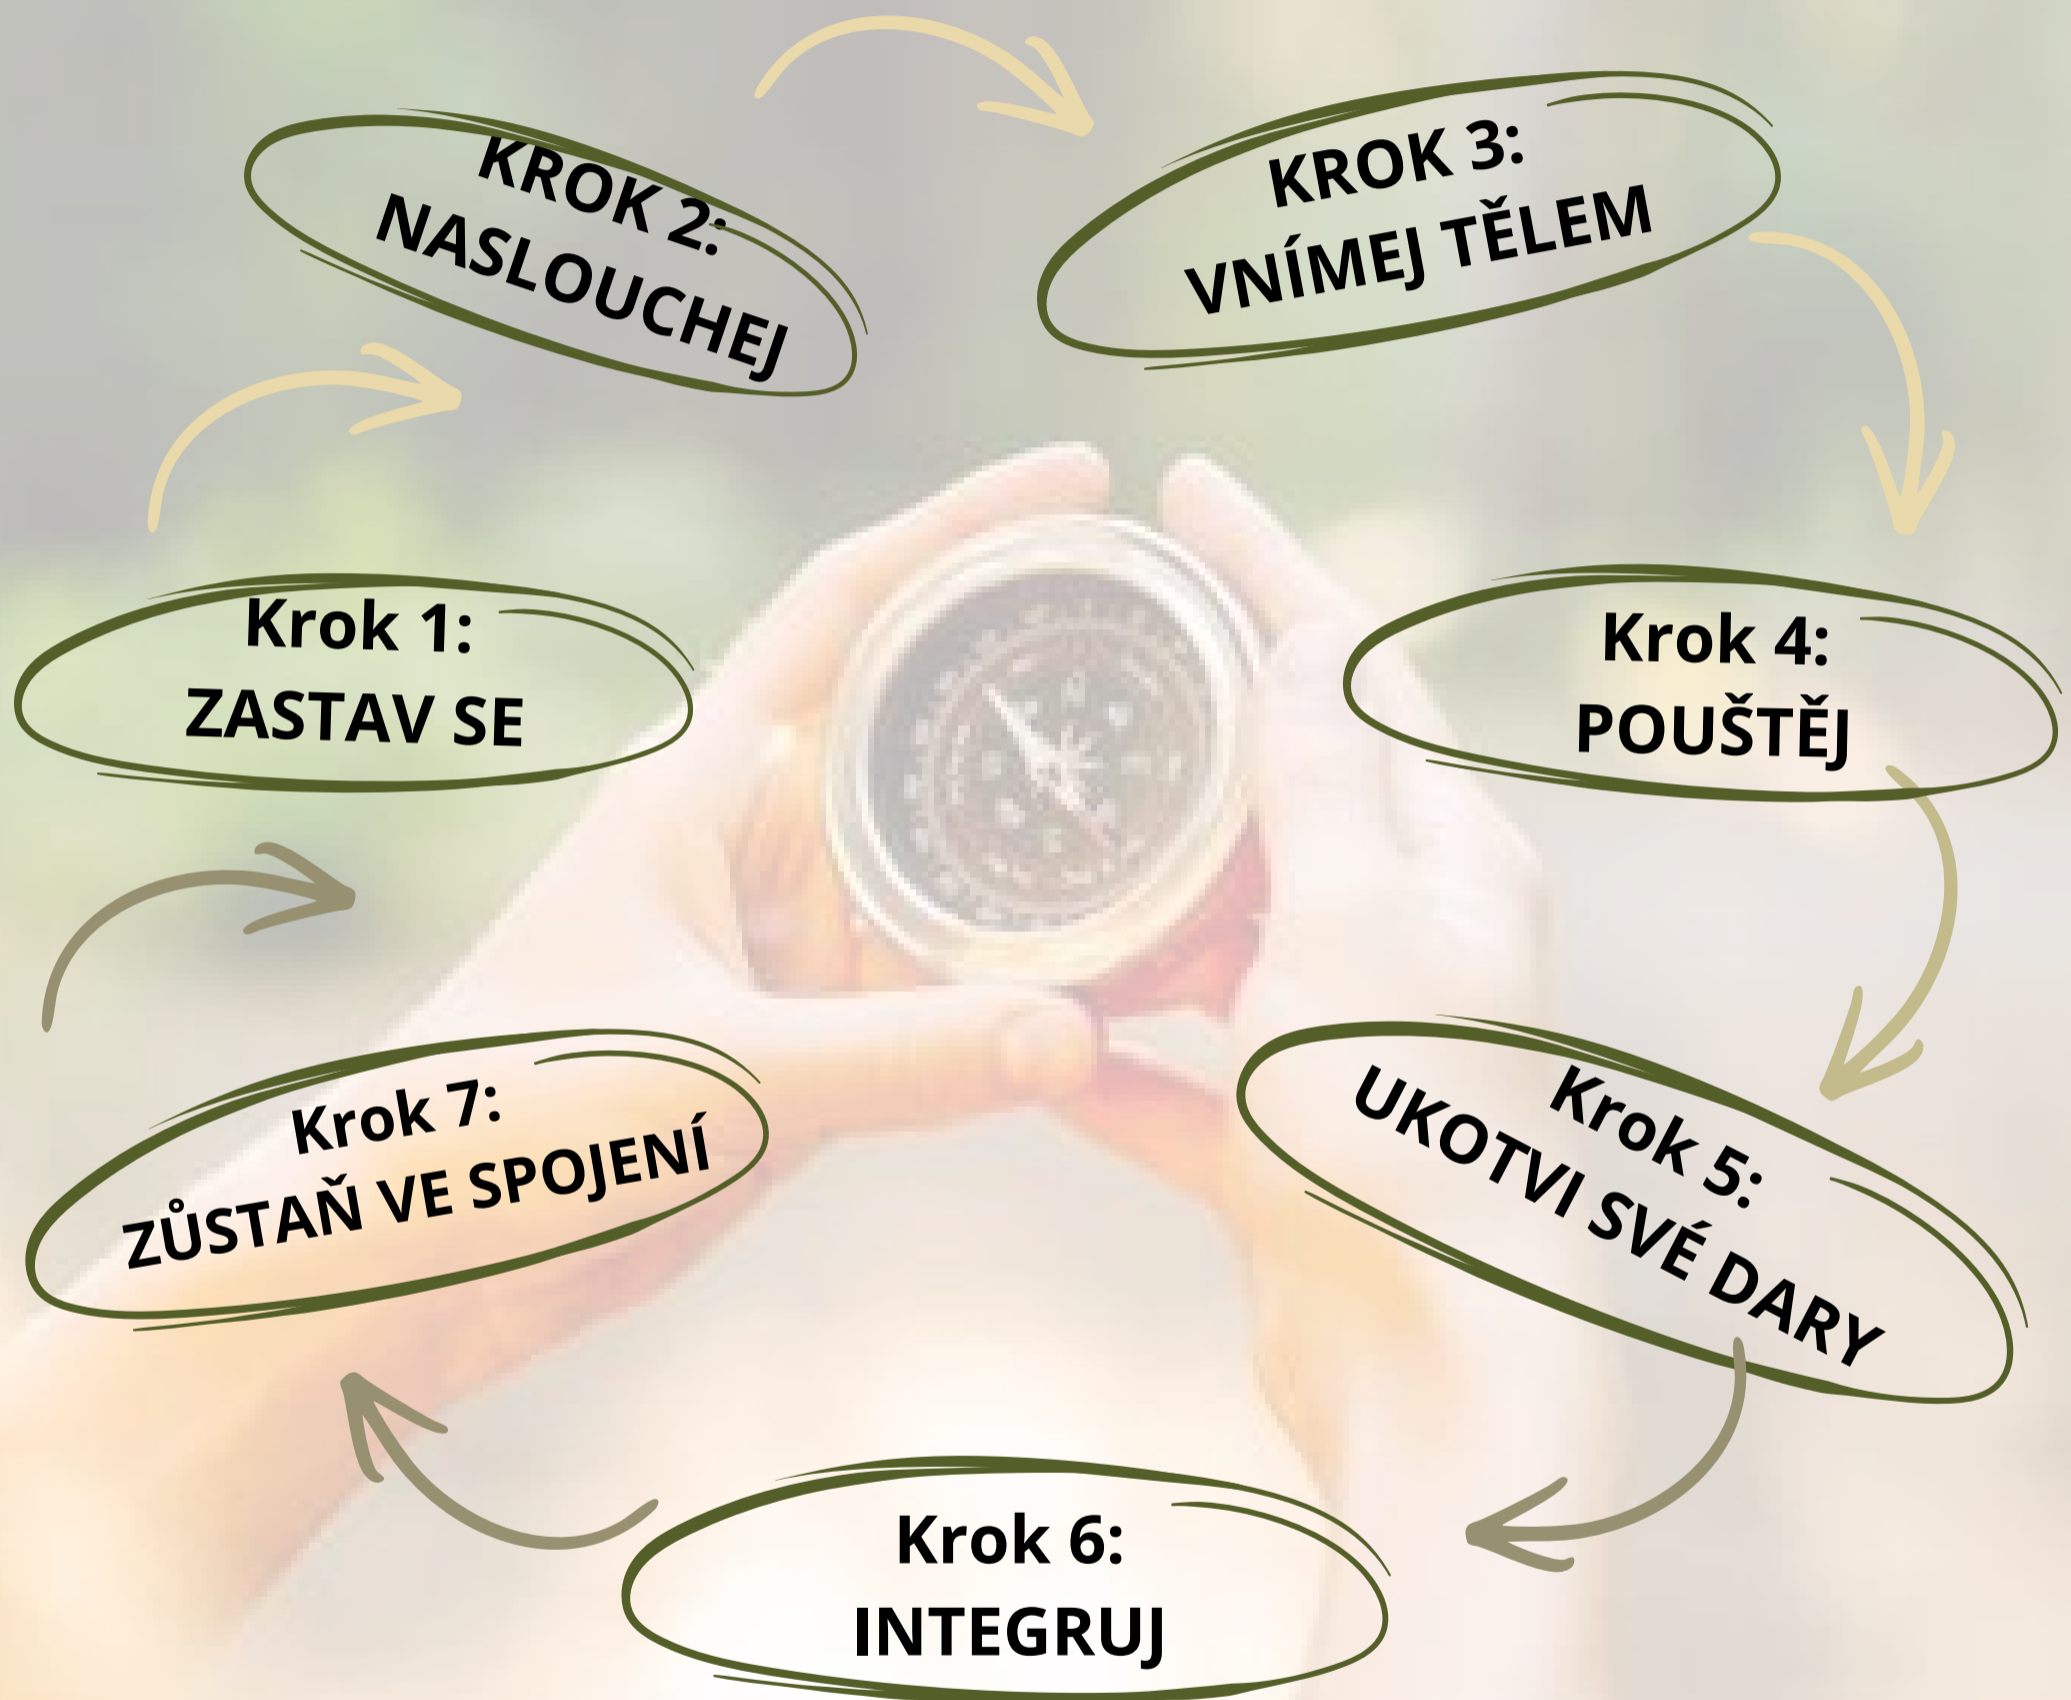 Krok 1:
ZASTAV SE
KROK 2:
NASLOUCHEJ
KROK 3:
VNÍMEJ TĚLEM
Krok 4:
POUŠTĚJ
Krok 5:
UKOTVI SVÉ DARY
Krok 6:
INTEGRUJ
Krok 7:
ZŮSTAŇ VE SPOJENÍ